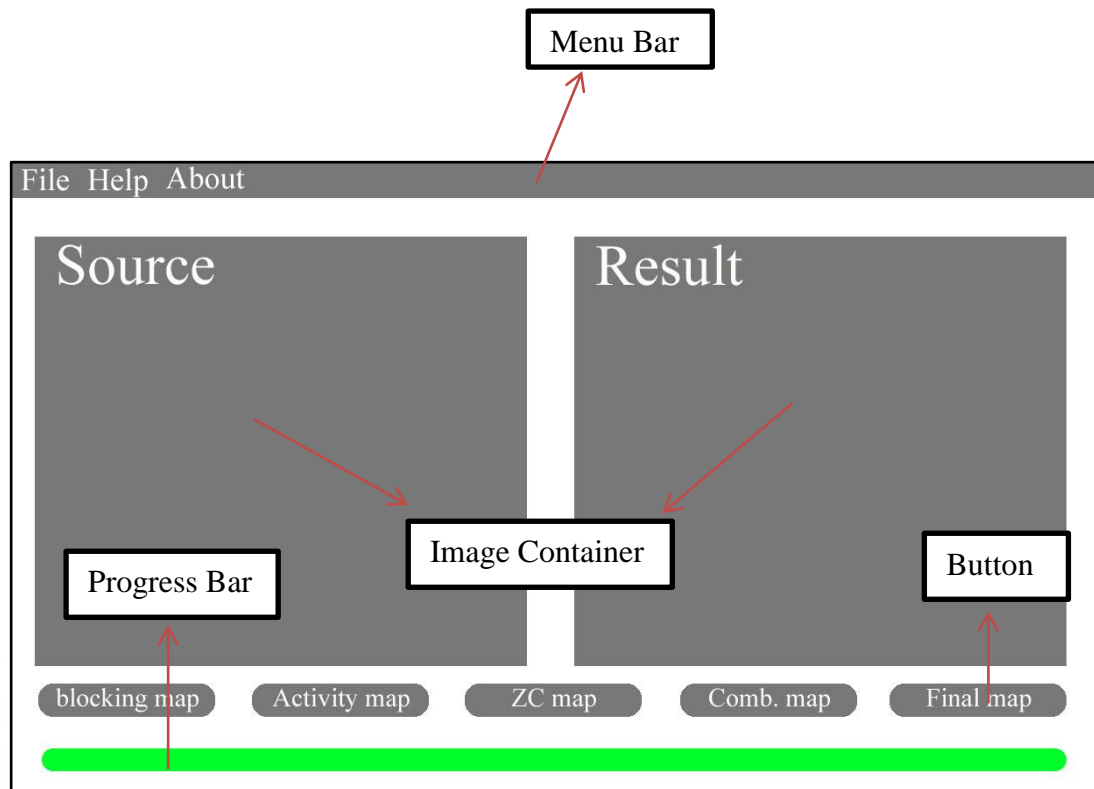 Menu Bar
File Help About
Source
Result
Image Container
Progress Bar
Button
blocking map
Activity map
ZC map
Comb. map
Final map